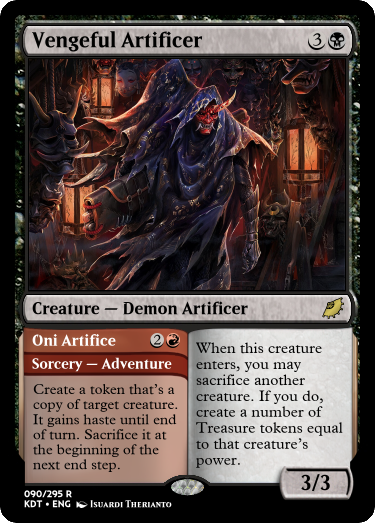 Vengeful Artificer 3
Creature — Demon Artificer
Oni Artifice 2
Sorcery — Adventure
Create a token that's a
copy of target creature.
It gains haste until end
of turn. Sacrifice it at
the beginning of the
next end step.
When this creature
enters, you may
sacrifice another
creature. If you do,
create a number of
Treasure tokens equal
to that creature's
power.
3/3
090/295 R
KDT • ENG Isuardi Therianto